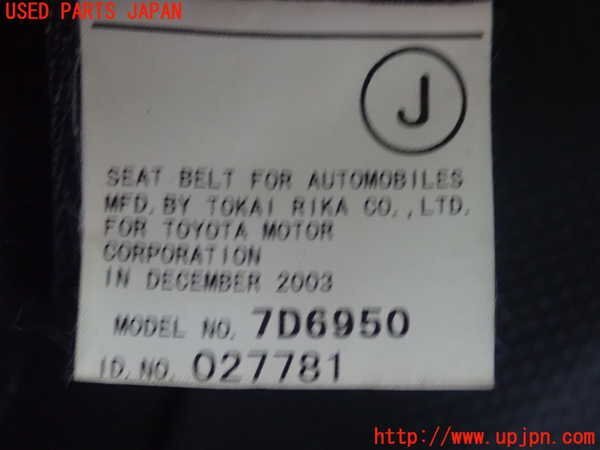 USED PARTS JAPAN
J
SEAT BELT FOR AUTOMOBILES
MFD. BY TOKAI RIKA CO., LTD.
FOR TOYOTA MOTOR
CORPORATION
IN DECEMBER 2003
MODEL NO. 7D6950
ID. NO. 027781
http://www.upjpn.com/